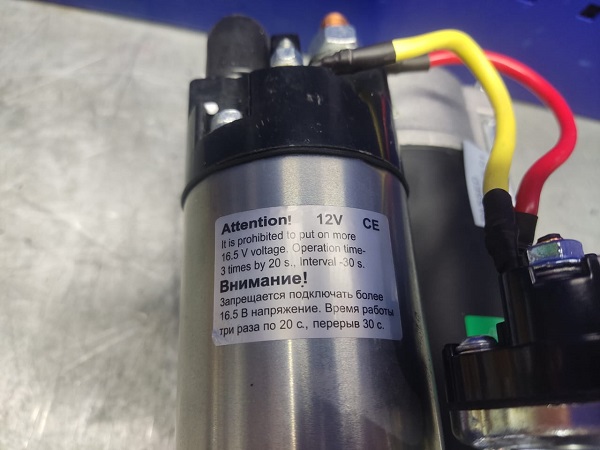 Attention! 12V CE
It is prohibited to put on more
16.5 V voltage. Operation time-
3 times by 20 s., Interval -30 s.
Внимание!
Запрещается подключать более
16.5 В напряжение. Время работы
три раза по 20 с., перерыв 30 с.